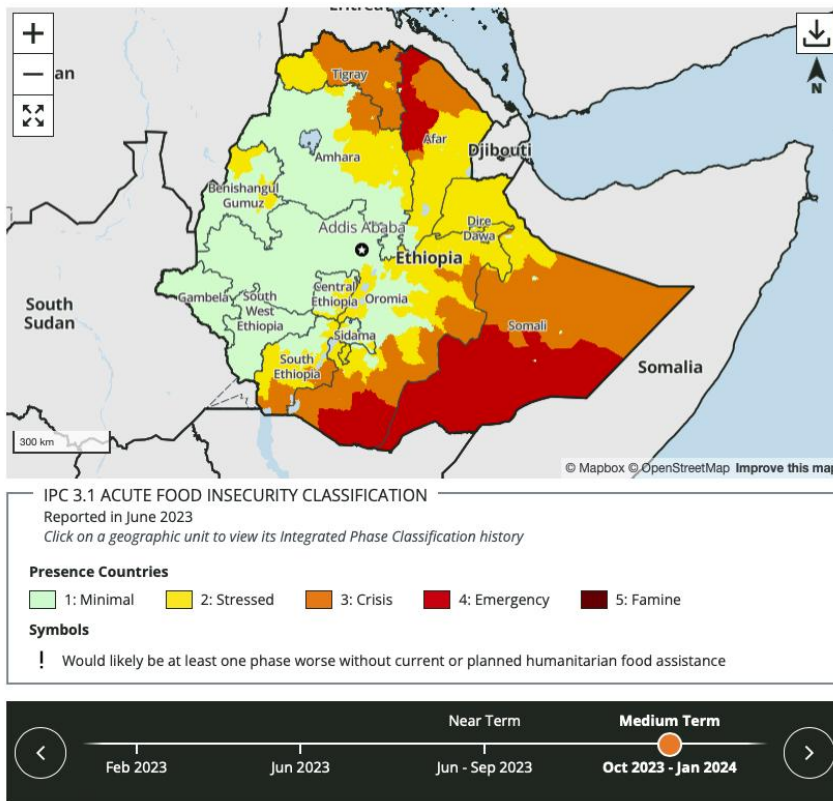 +
−
an
Tigray
N
Afar
Djibouti
Amhara
Benishangul
Gumuz
Dire
Dawa
Addis Ababa
Ethiopia
Central
Ethiopia
Oromia
Gambela
South
West
Ethiopia
South
Sudan
Somali
Sidama
South
Ethiopia
Somalia
300 km
© Mapbox © OpenStreetMap Improve this map
IPC 3.1 ACUTE FOOD INSECURITY CLASSIFICATION
Reported in June 2023
Click on a geographic unit to view its Integrated Phase Classification history
Presence Countries
1: Minimal 2: Stressed 3: Crisis 4: Emergency 5: Famine
Symbols
! Would likely be at least one phase worse without current or planned humanitarian food assistance
Near Term Medium Term
Feb 2023 Jun 2023 Jun - Sep 2023 Oct 2023 - Jan 2024